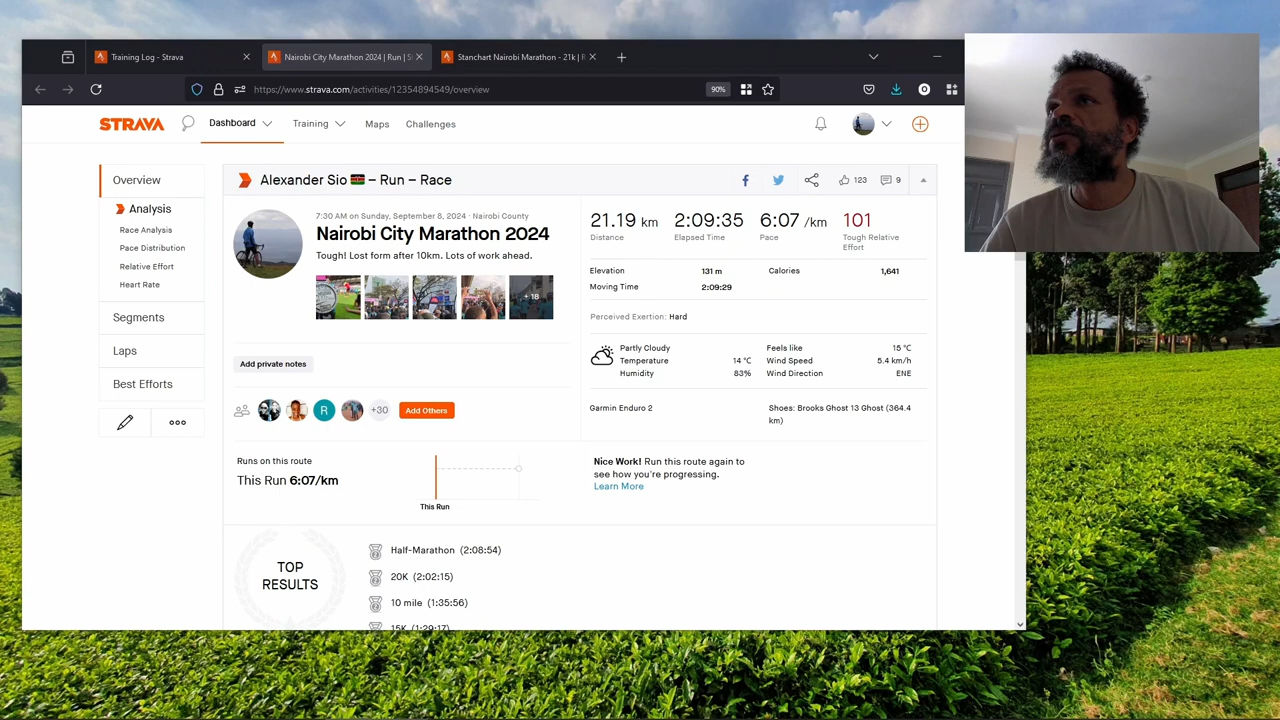 Training Log - Strava
Nairobi City Marathon 2024 | Run | S
Stanchart Nairobi Marathon - 21k | R
https://www.strava.com/activities/12354894549/overview
90%
STRAVA
Dashboard
Training
Maps
Challenges
Overview
Analysis
Race Analysis
Pace Distribution
Relative Effort
Heart Rate
Segments
Laps
Best Efforts
Alexander Sio – Run – Race
123
9
7:30 AM on Sunday, September 8, 2024 · Nairobi County
Nairobi City Marathon 2024
Tough! Lost form after 10km. Lots of work ahead.
+ 18
Add private notes
R
+30
Add Others
21.19 km
Distance
2:09:35
Elapsed Time
6:07 /km
Pace
101
Tough Relative
Effort
Elevation 131 m Calories 1,641
Moving Time 2:09:29
Perceived Exertion: Hard
Partly Cloudy
Temperature 14 °C
Humidity 83%
Feels like 15 °C
Wind Speed 5.4 km/h
Wind Direction ENE
Garmin Enduro 2
Shoes: Brooks Ghost 13 Ghost (364.4
km)
Runs on this route
This Run 6:07/km
This Run
Nice Work! Run this route again to
see how you're progressing.
Learn More
TOP
RESULTS
2
Half-Marathon (2:08:54)
2
20K (2:02:15)
2
10 mile (1:35:56)
2
15K (1:29:17)